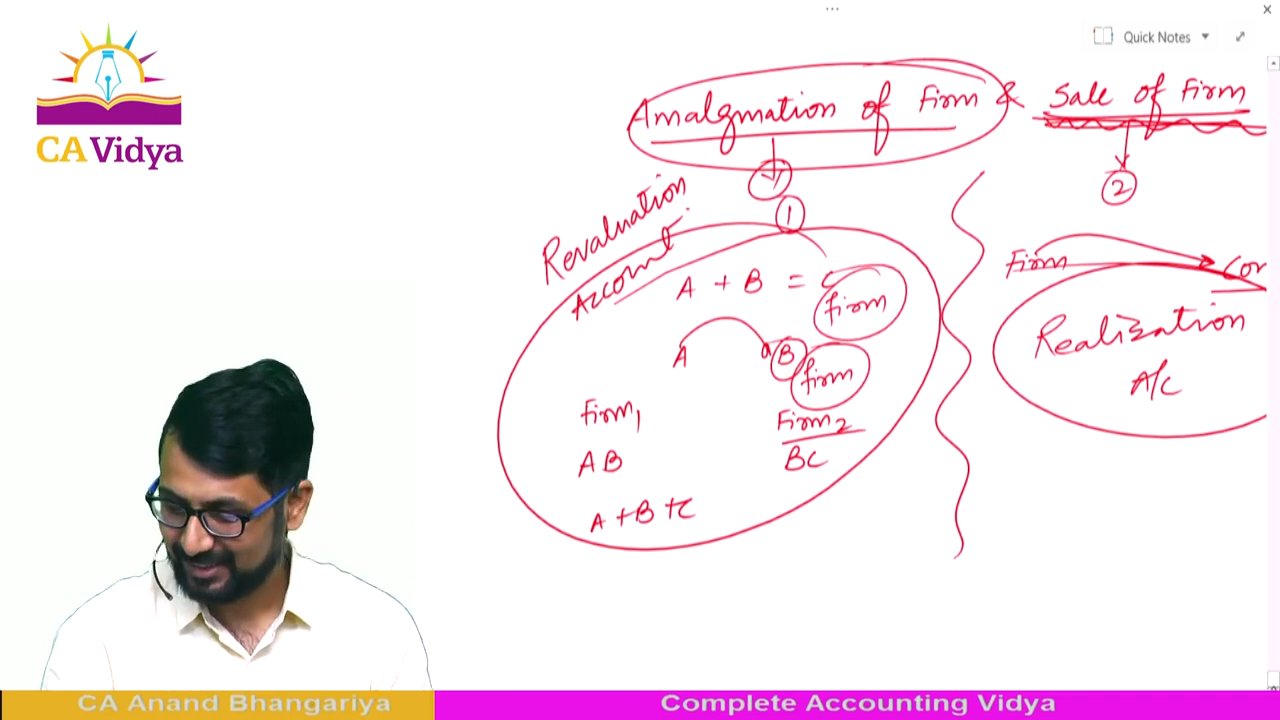 CA Vidya
Quick Notes
Amalgmation of Firm & Sale of Firm
1
2
Revaluation
Account
A + B = C
firm
A B
firm
Firm1 Firm2
AB BC
A + B + C
Firm
Realization
A/c
CA Anand Bhangariya
Complete Accounting Vidya